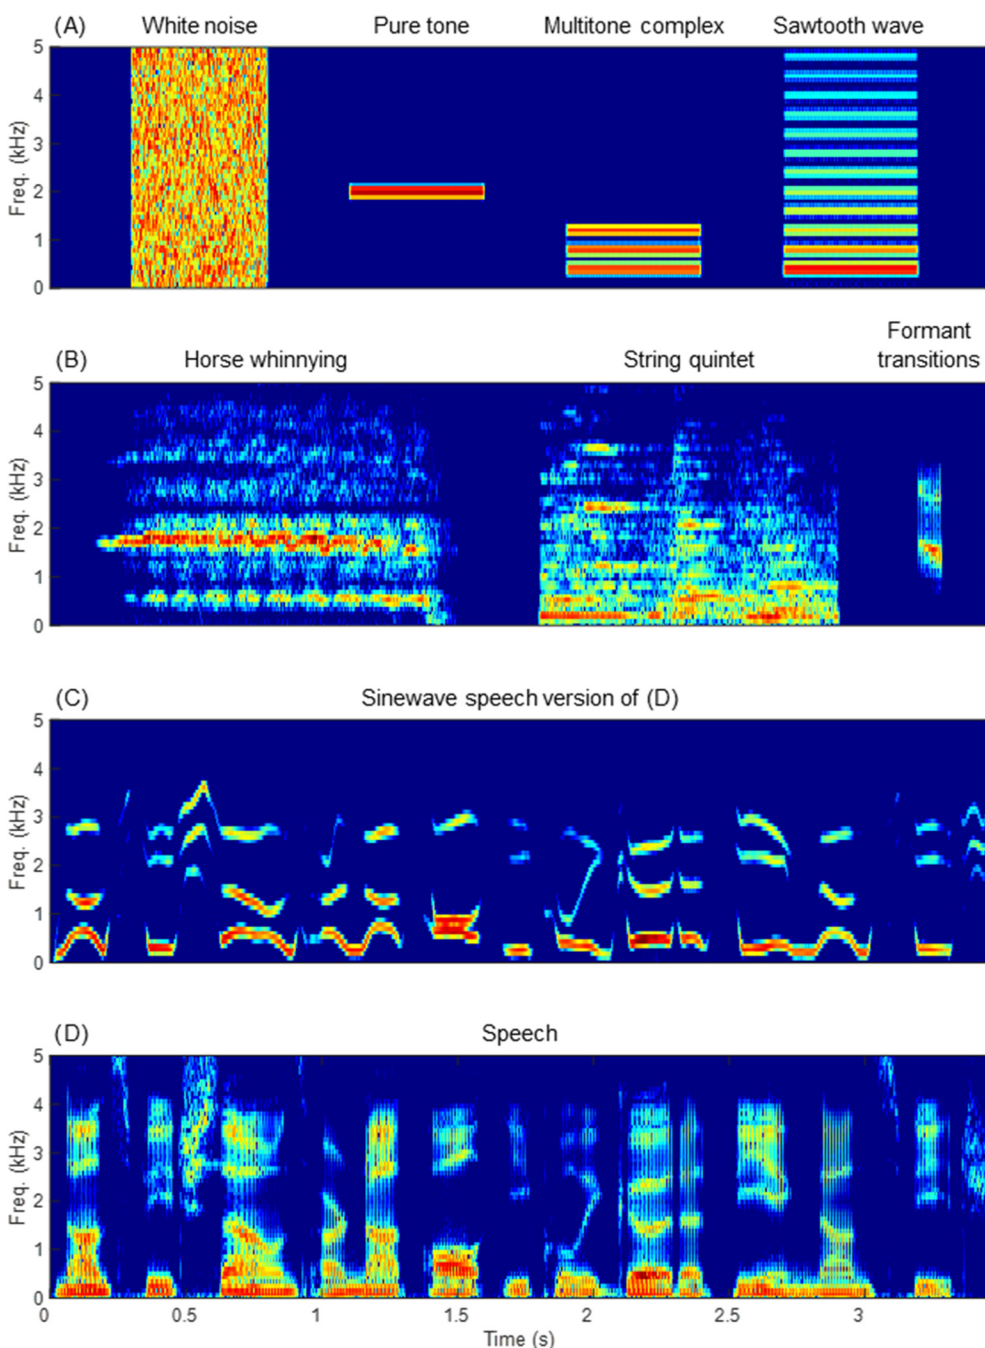 (A) White noise Pure tone Multitone complex Sawtooth wave
5
4
3
2
1
0
Freq. (kHz)
Formant
(B) Horse whinnying String quintet transitions
5
4
3
2
1
0
Freq. (kHz)
(C) Sinewave speech version of (D)
5
4
3
2
1
0
Freq. (kHz)
(D) Speech
5
4
3
2
1
0
Freq. (kHz)
0 0.5 1 1.5 2 2.5 3
Time (s)